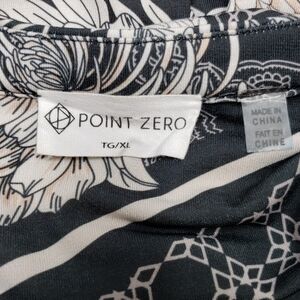 POINT ZERO
TG/XL
MADE IN
CHINA
FAIT EN
CHINE